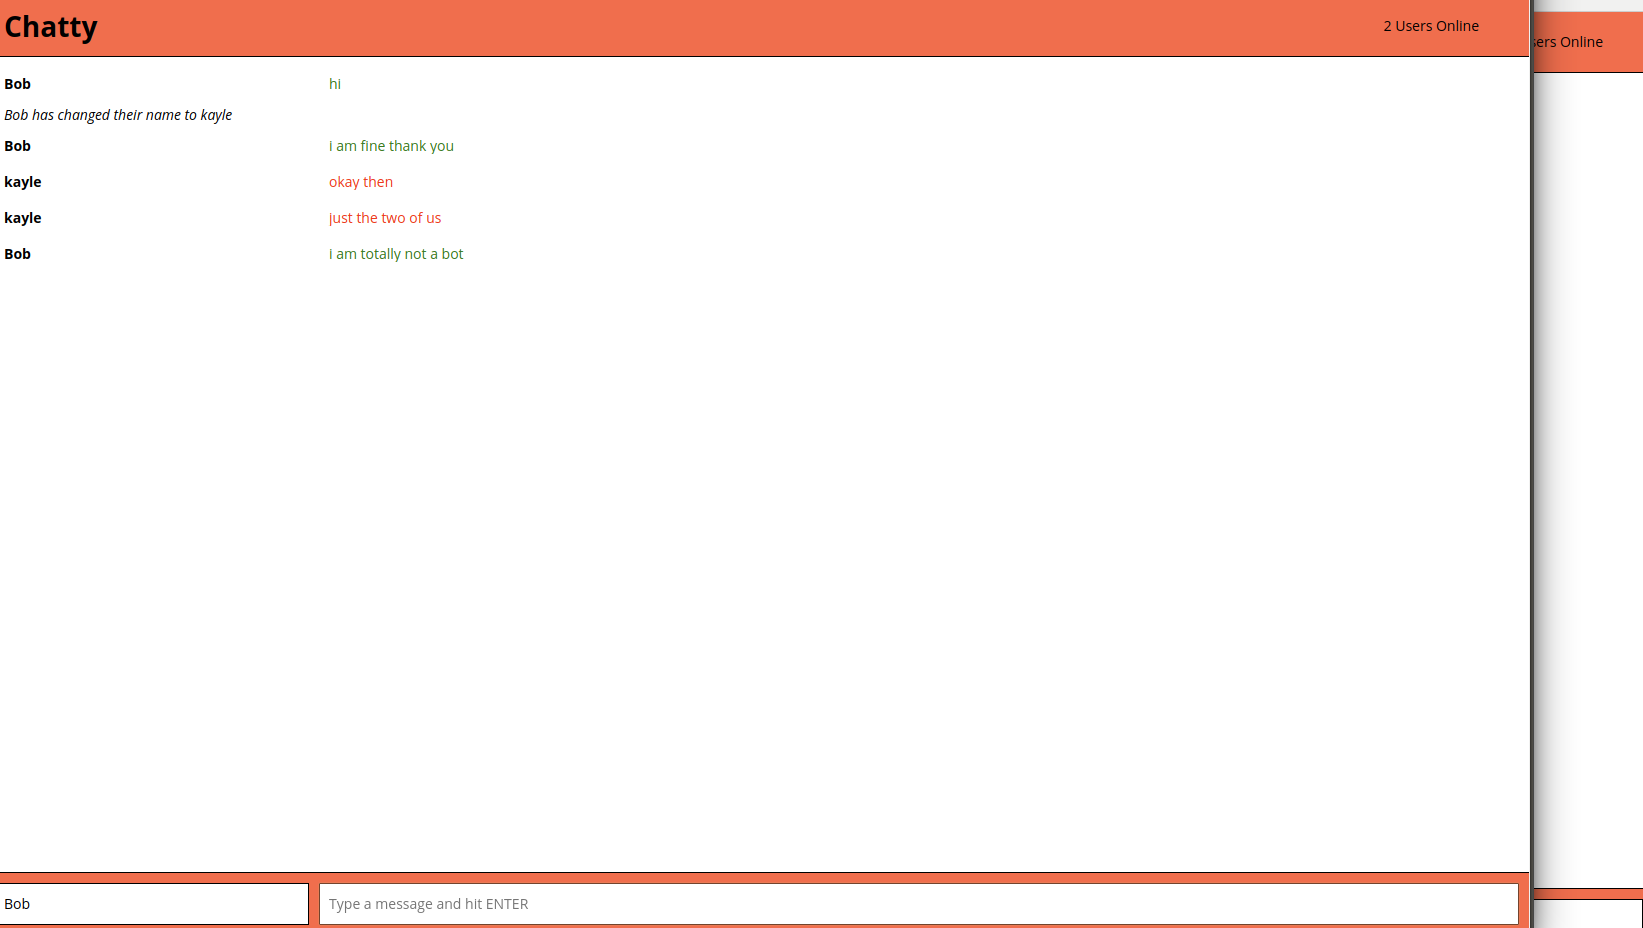 Chatty
2 Users Online
sers Online
Bob hi
Bob has changed their name to kayle
Bob i am fine thank you
kayle okay then
kayle just the two of us
Bob i am totally not a bot
Bob
Type a message and hit ENTER